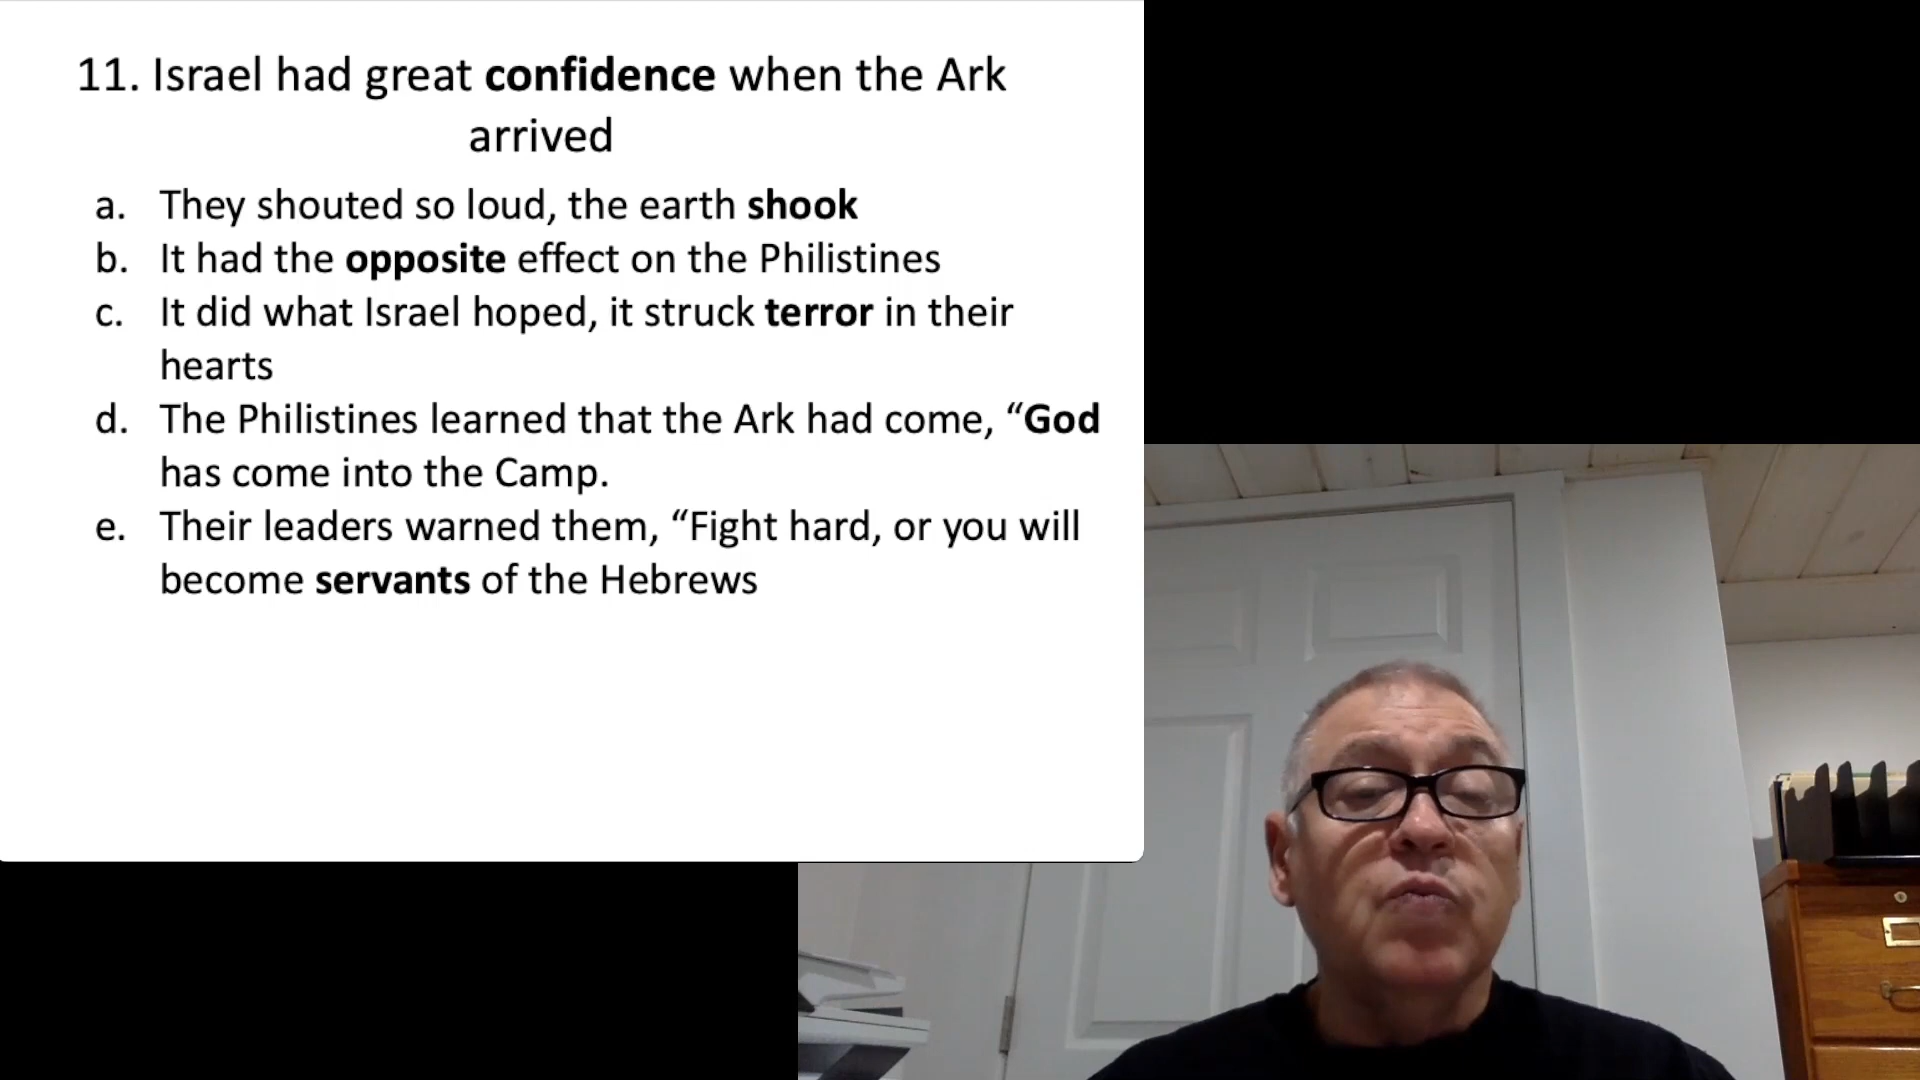 11. Israel had great confidence when the Ark
arrived
a. They shouted so loud, the earth shook
b. It had the opposite effect on the Philistines
c. It did what Israel hoped, it struck terror in their
hearts
d. The Philistines learned that the Ark had come, “God
has come into the Camp.
e. Their leaders warned them, “Fight hard, or you will
become servants of the Hebrews